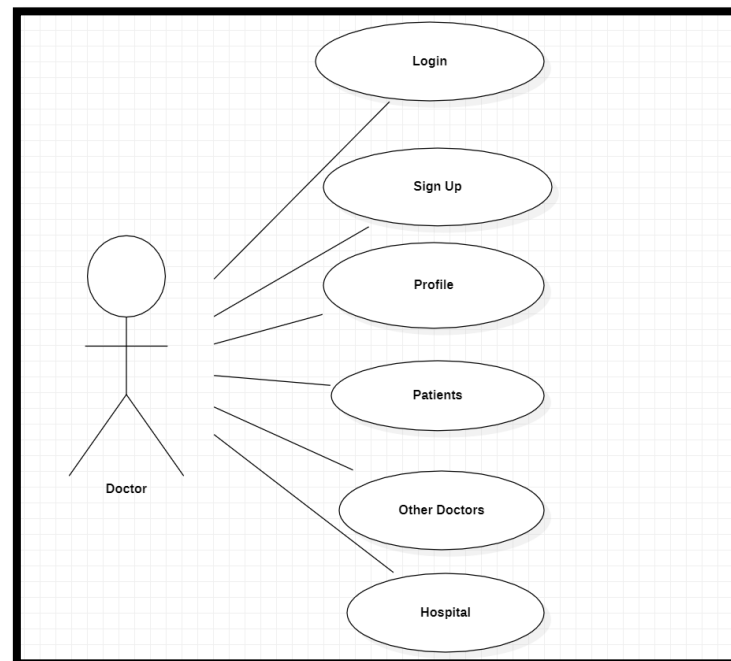 Login
Sign Up
Profile
Patients
Doctor
Other Doctors
Hospital